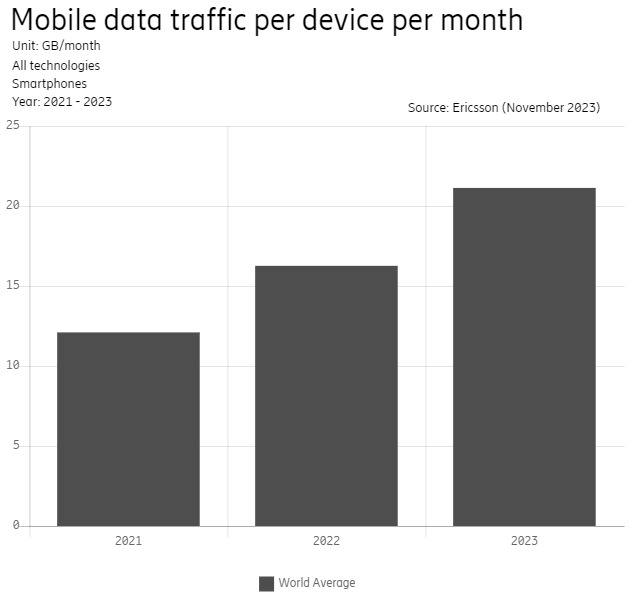 Mobile data traffic per device per month
Unit: GB/month
All technologies
Smartphones
Year: 2021 - 2023
Source: Ericsson (November 2023)
25
20
15
10
5
0
2021 2022 2023
World Average